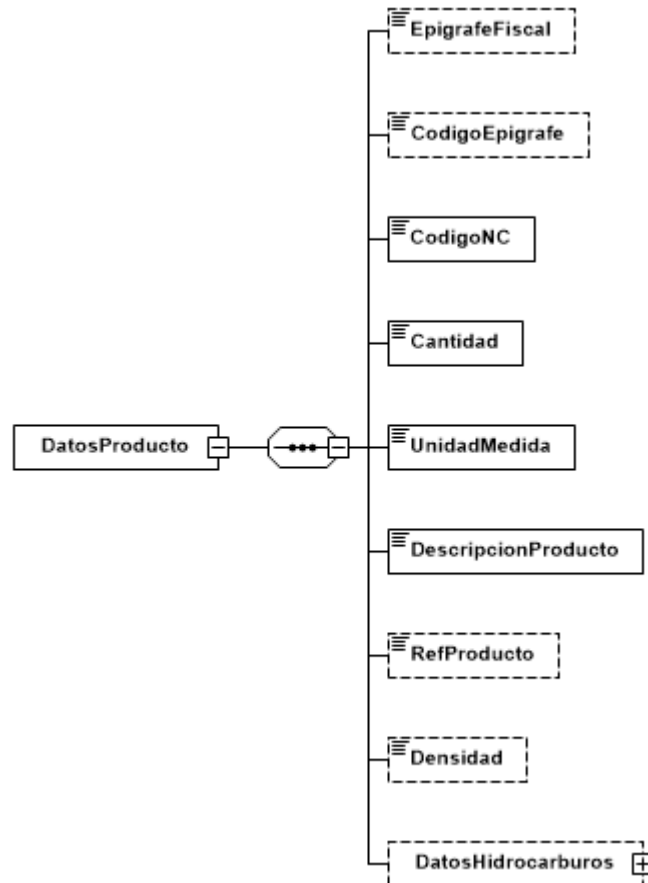 EpigrafeFiscal
CodigoEpigrafe
CodigoNC
Cantidad
DatosProducto
UnidadMedida
DescripcionProducto
RefProducto
Densidad
DatosHidrocarburos